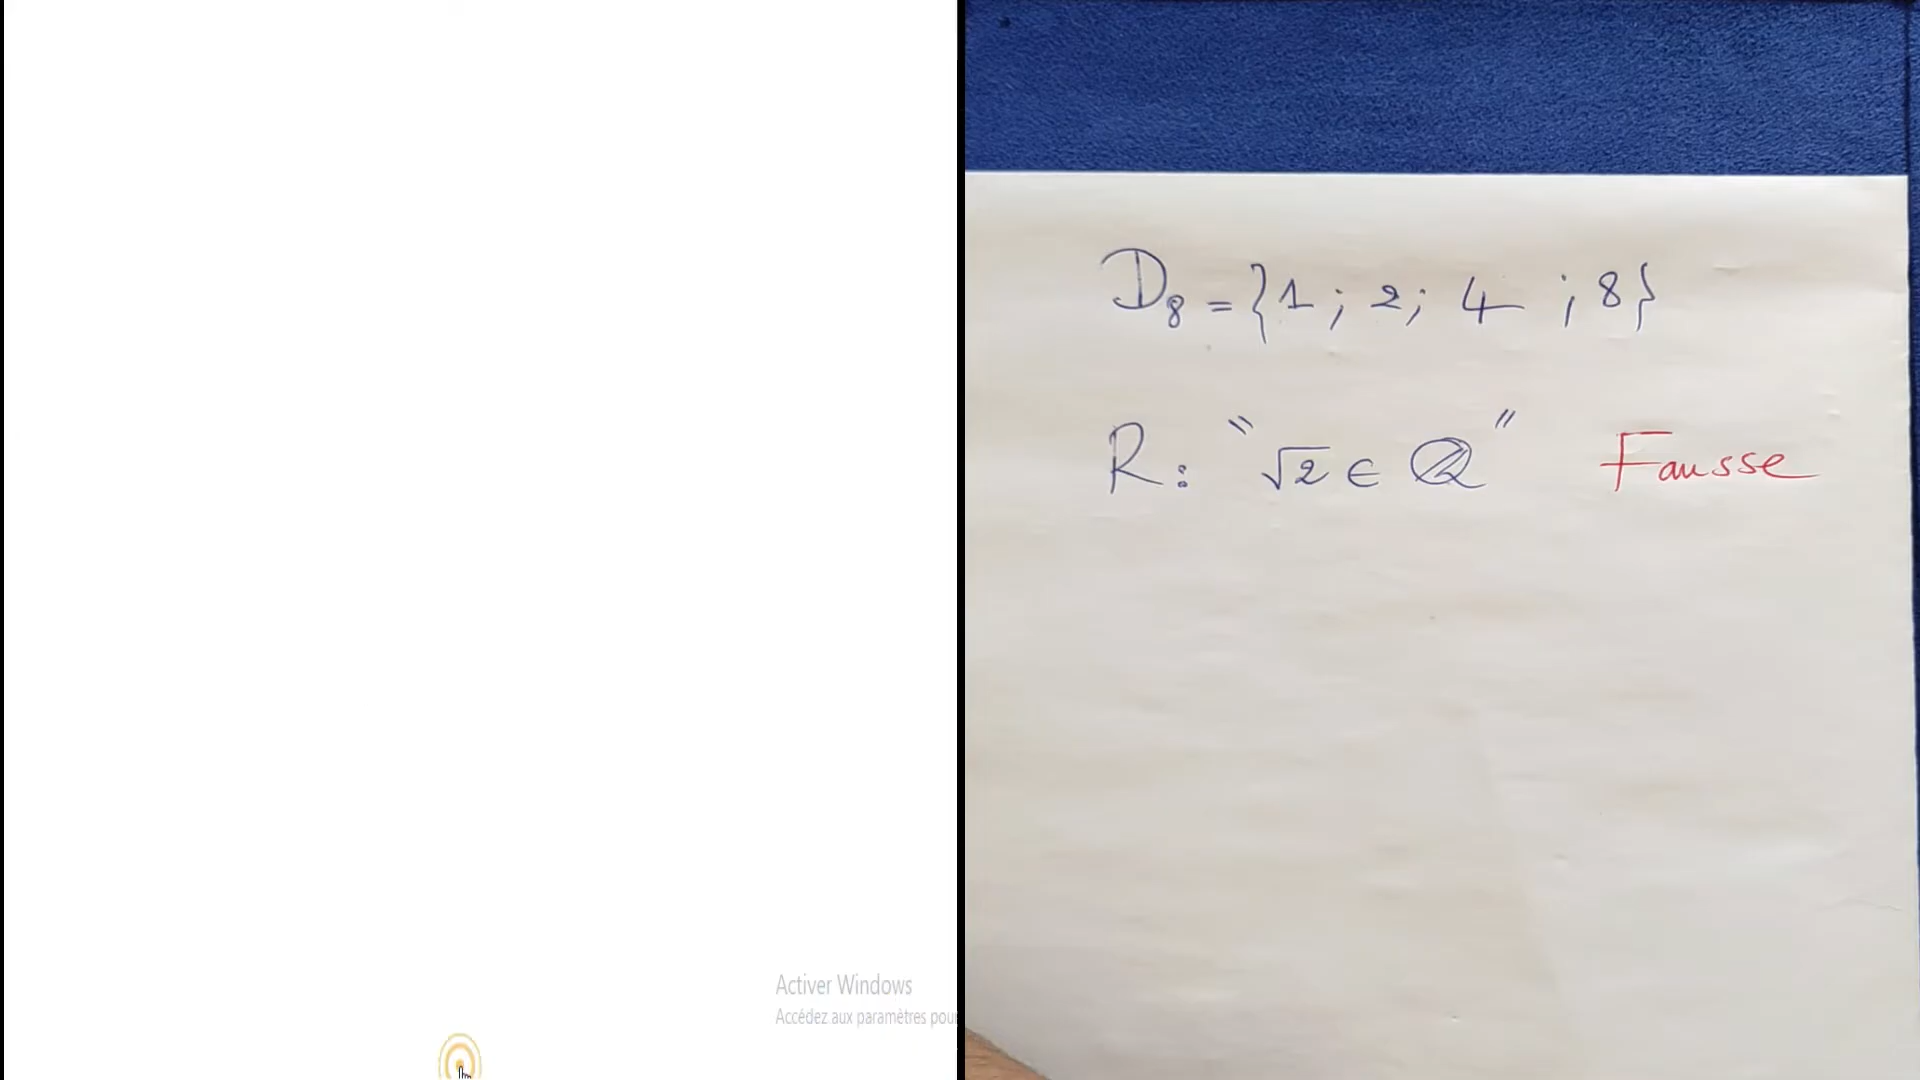 D₈ = {1 ; 2 ; 4 ; 8}
R : "√2 ∈ ℚ" Fausse
Activer Windows
Accédez aux paramètres pour